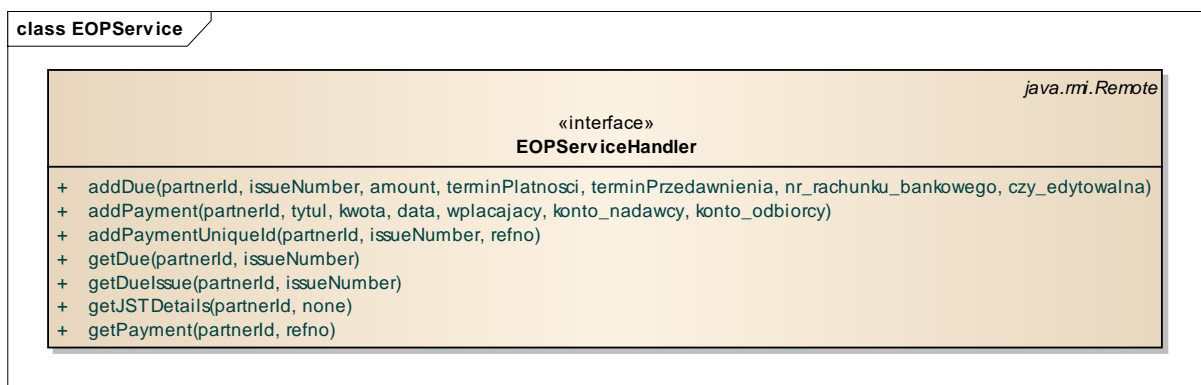 class EOPService
java.rmi.Remote
«interface»
EOPServiceHandler
+ addDue(partnerId, issueNumber, amount, terminPlatnosci, terminPrzedawnienia, nr_rachunku_bankowego, czy_edytowalna)
+ addPayment(partnerId, tytul, kwota, data, wplacajacy, konto_nadawcy, konto_odbiorcy)
+ addPaymentUniqueId(partnerId, issueNumber, refno)
+ getDue(partnerId, issueNumber)
+ getDueIssue(partnerId, issueNumber)
+ getJSTDetails(partnerId, none)
+ getPayment(partnerId, refno)